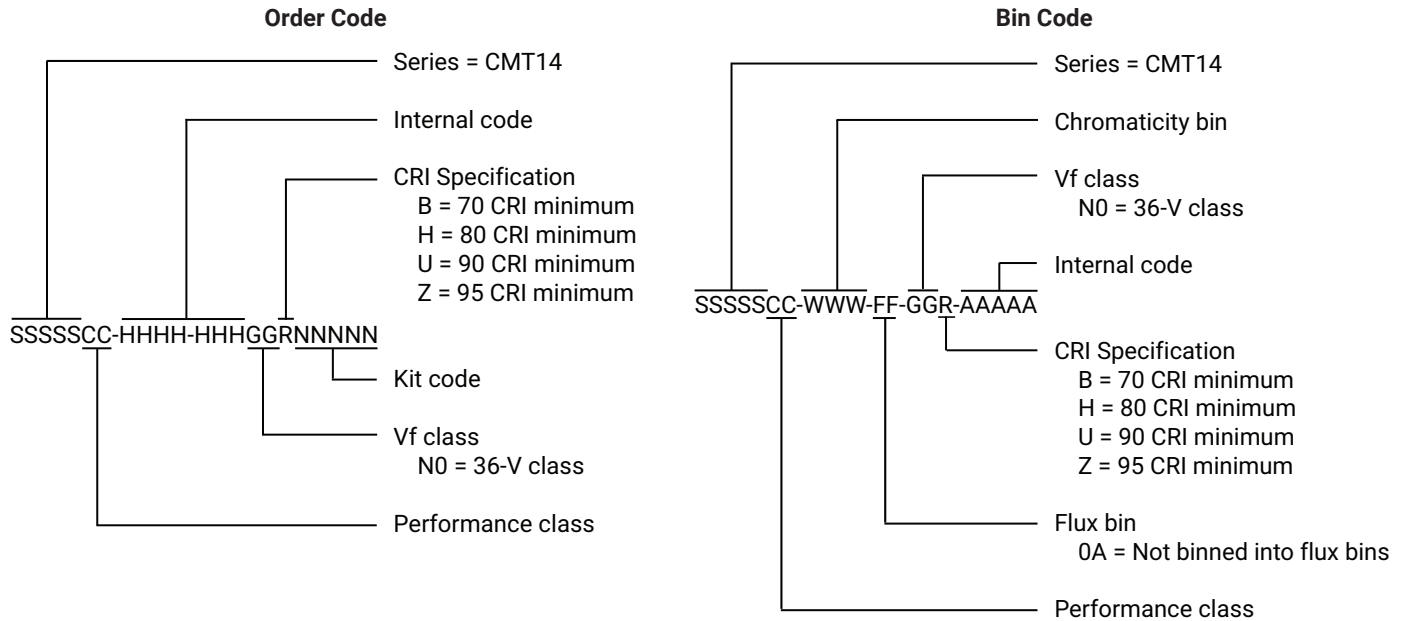 Order Code
Series = CMT14
Internal code
CRI Specification
B = 70 CRI minimum
H = 80 CRI minimum
U = 90 CRI minimum
Z = 95 CRI minimum
SSSSSCC-HHHH-HHHGGRNNNNN
Kit code
Vf class
N0 = 36-V class
Performance class
Bin Code
Series = CMT14
Chromaticity bin
Vf class
N0 = 36-V class
Internal code
SSSSSCC-WWW-FF-GGR-AAAAA
CRI Specification
B = 70 CRI minimum
H = 80 CRI minimum
U = 90 CRI minimum
Z = 95 CRI minimum
Flux bin
0A = Not binned into flux bins
Performance class